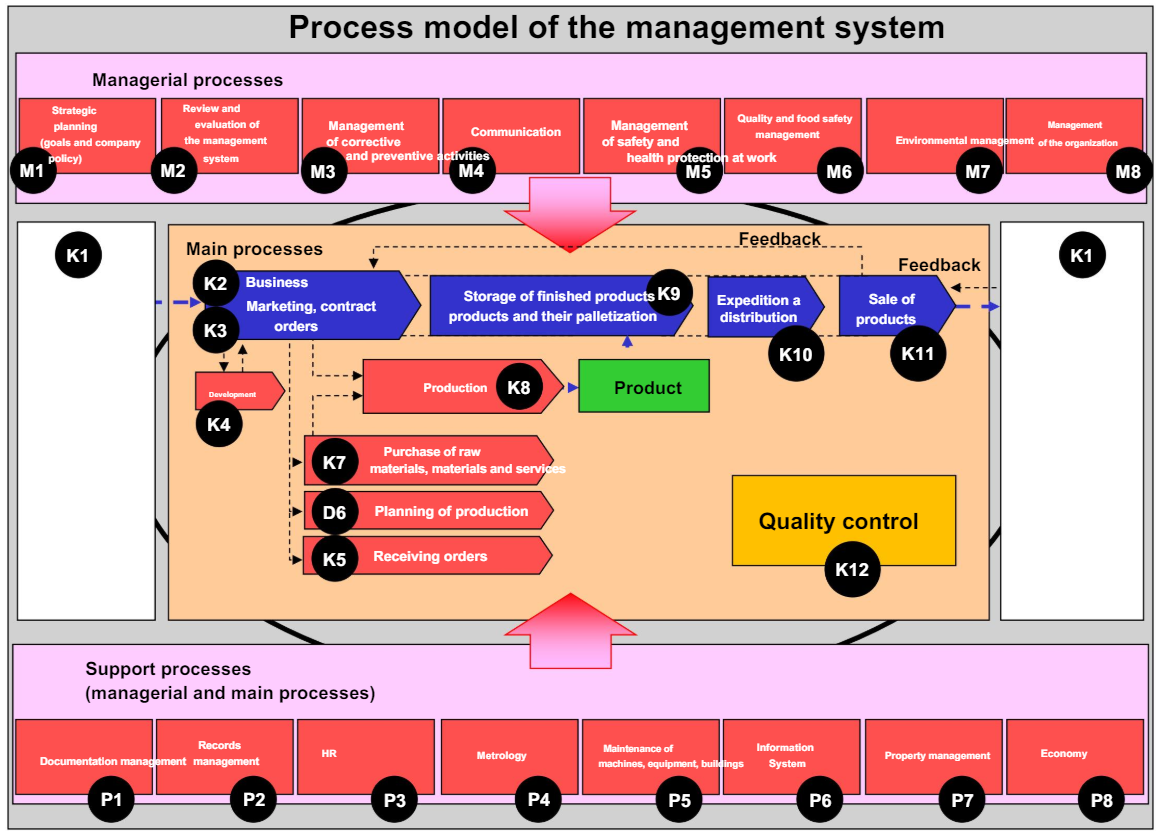 Process model of the management system
Managerial processes
Strategic
planning
(goals and company
policy)
M1
Review and
evaluation of
the management
system
M2
Management
of corrective
and preventive activities
M3
Communication
M4
Management
of safety and
health protection at work
M5
Quality and food safety
management
M6
Environmental management
M7
Management
of the organization
M8
K1
Main processes
Feedback
Feedback
K1
K2
Business
Marketing, contract
orders
K3
Storage of finished products
products and their palletization
K9
Expedition a
distribution
K10
Sale of
products
K11
Development
K4
Production
K8
Product
K7
Purchase of raw
materials, materials and services
D6
Planning of production
K5
Receiving orders
Quality control
K12
Support processes
(managerial and main processes)
Documentation management
P1
Records
management
P2
HR
P3
Metrology
P4
Maintenance of
machines, equipment, buildings
P5
Information
System
P6
Property management
P7
Economy
P8